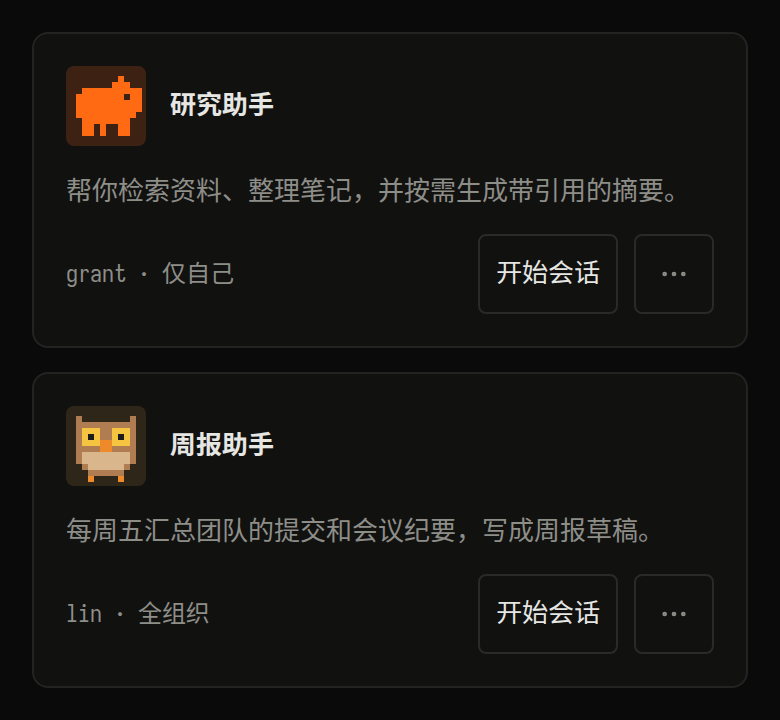 研究助手
帮你检索资料、整理笔记，并按需生成带引用的摘要。
grant · 仅自己
开始会话
···
周报助手
每周五汇总团队的提交和会议纪要，写成周报草稿。
lin · 全组织
开始会话
···